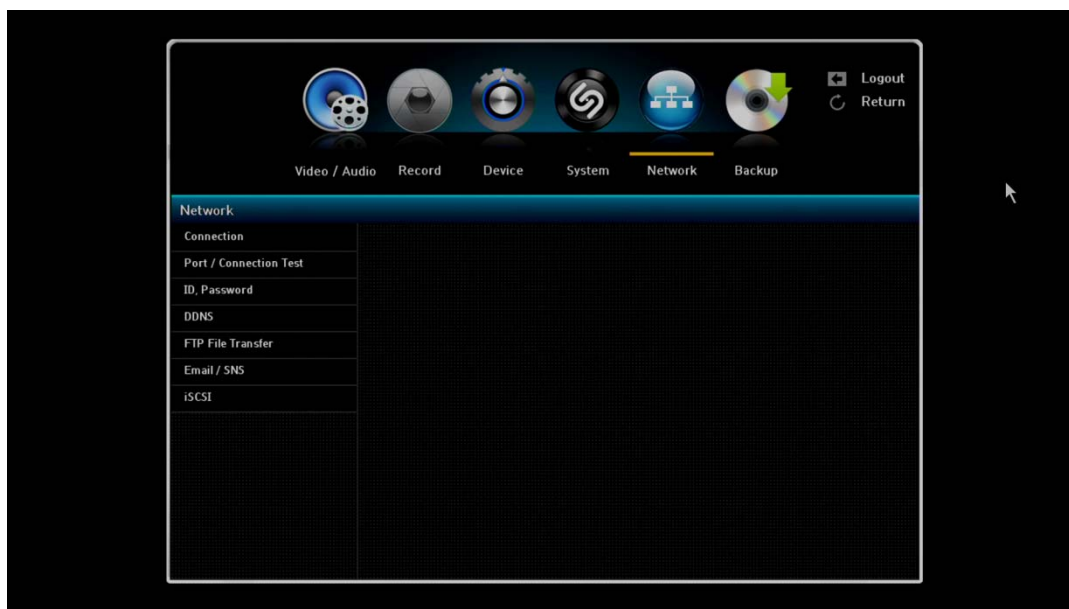 Logout
Return
Video / Audio Record Device System Network Backup
Network
Connection
Port / Connection Test
ID, Password
DDNS
FTP File Transfer
Email / SNS
iSCSI